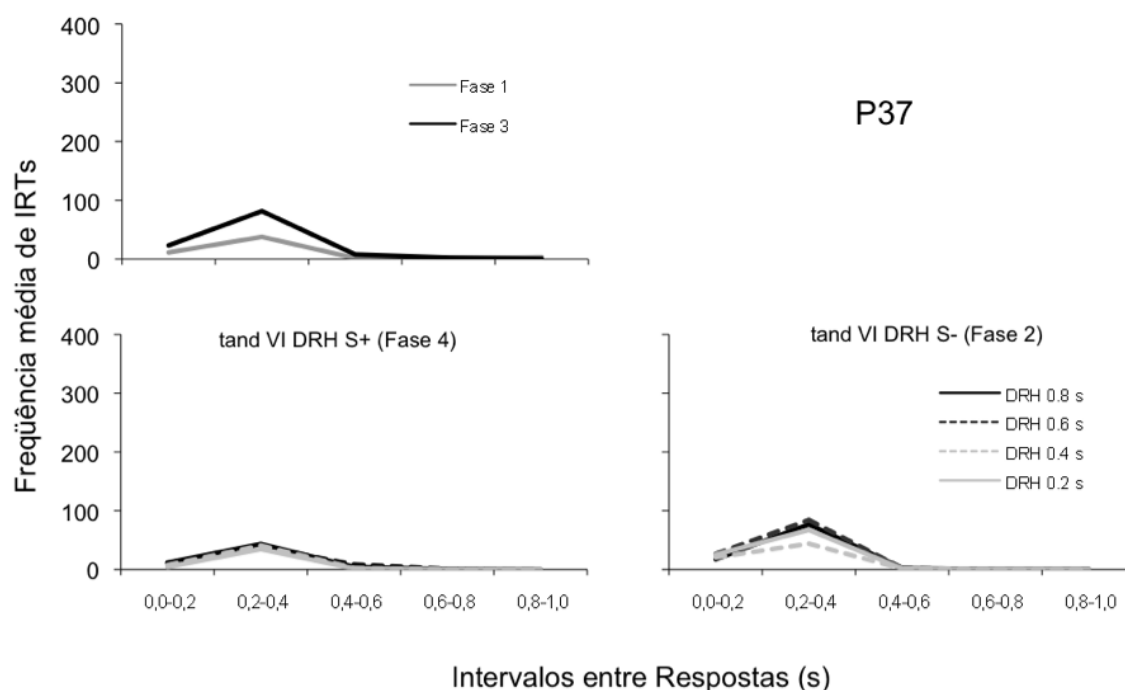 400
300
200
100
0
Fase 1
Fase 3
P37
Freqüência média de IRTs
tand VI DRH S+ (Fase 4)
400
300
200
100
0
0,0-0,2 0,2-0,4 0,4-0,6 0,6-0,8 0,8-1,0
tand VI DRH S- (Fase 2)
DRH 0.8 s
DRH 0.6 s
DRH 0.4 s
DRH 0.2 s
0,0-0,2 0,2-0,4 0,4-0,6 0,6-0,8 0,8-1,0
Intervalos entre Respostas (s)